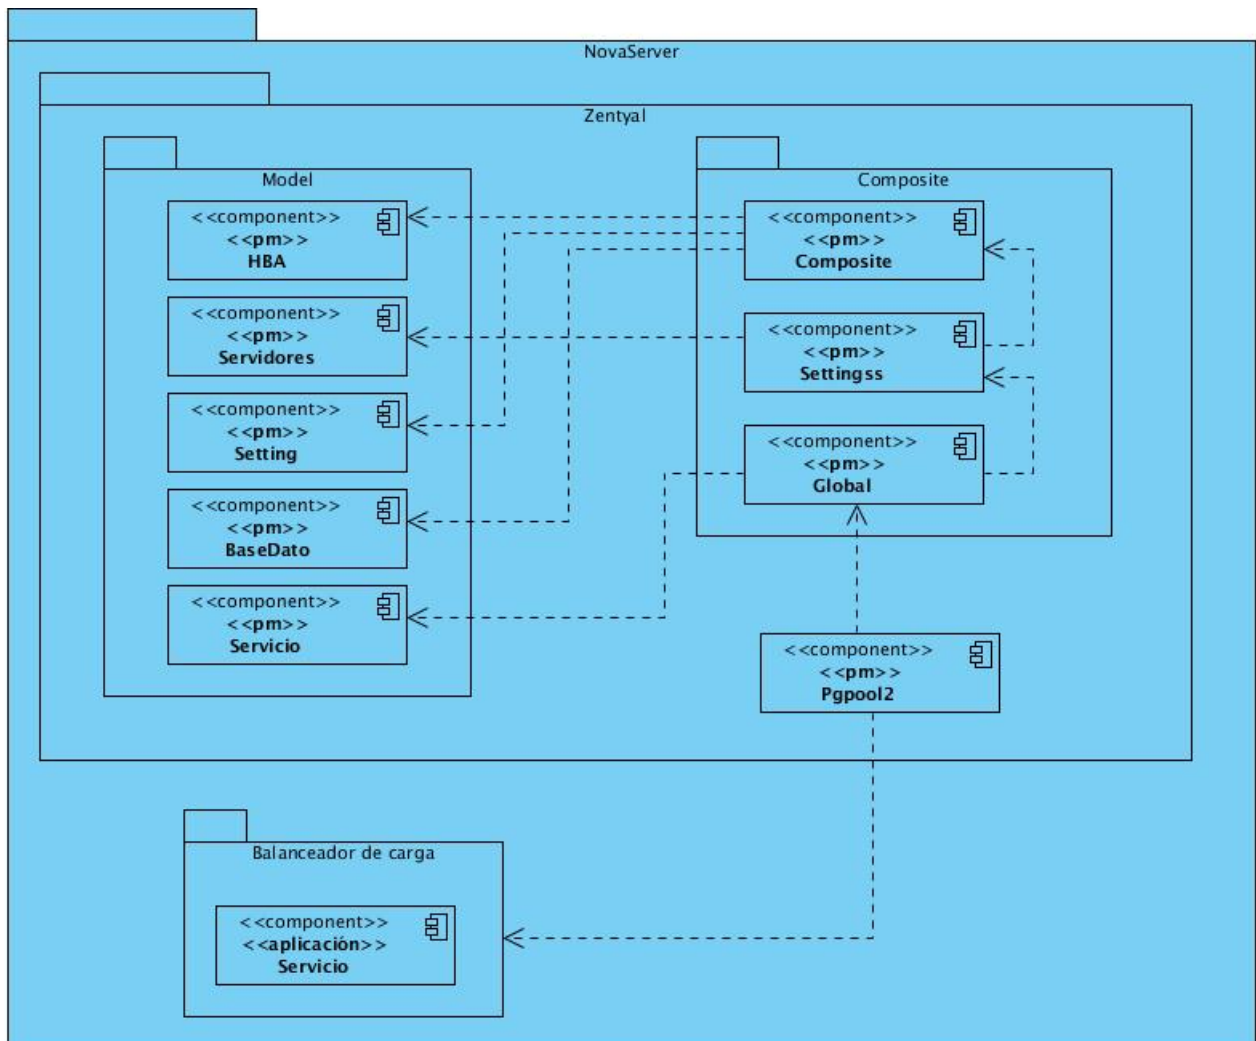 NovaServer
Zentyal
Model
<<component>>
<<pm>>
HBA
<<component>>
<<pm>>
Servidores
<<component>>
<<pm>>
Setting
<<component>>
<<pm>>
BaseDato
<<component>>
<<pm>>
Servicio
Composite
<<component>>
<<pm>>
Composite
<<component>>
<<pm>>
Settingss
<<component>>
<<pm>>
Global
<<component>>
<<pm>>
Pgpool2
Balanceador de carga
<<component>>
<<aplicación>>
Servicio